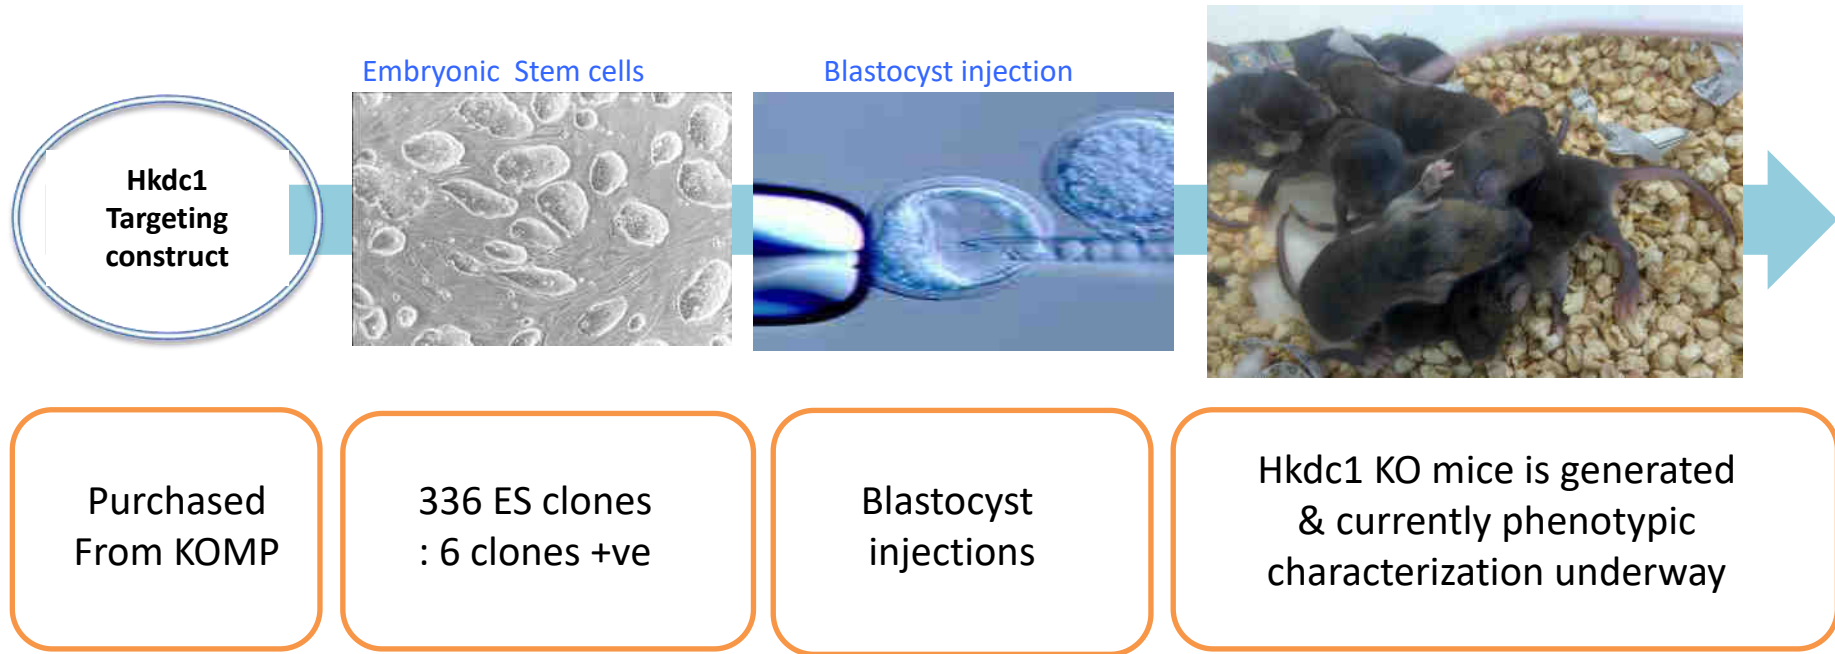 Embryonic Stem cells
Blastocyst injection
Hkdc1
Targeting
construct
Purchased
From KOMP
336 ES clones
: 6 clones +ve
Blastocyst
injections
Hkdc1 KO mice is generated
& currently phenotypic
characterization underway